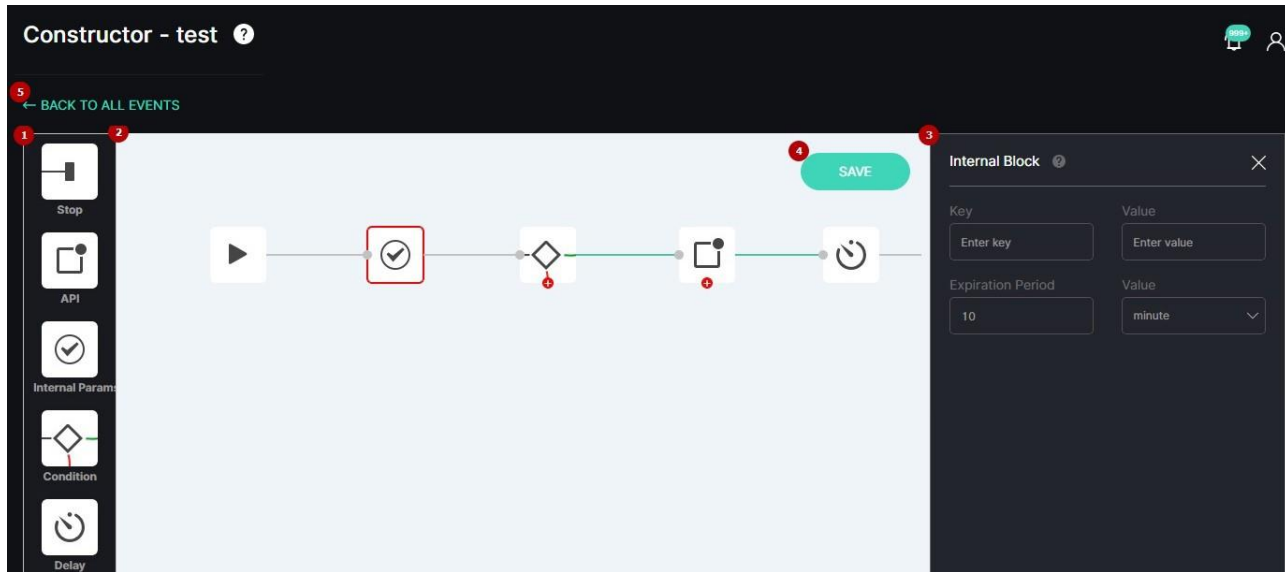 Constructor - test ?
999+
5
← BACK TO ALL EVENTS
1
2
3
4
SAVE
Stop
API
Internal Params
Condition
Delay
Internal Block ?
Key Value
Enter key Enter value
Expiration Period Value
10 minute